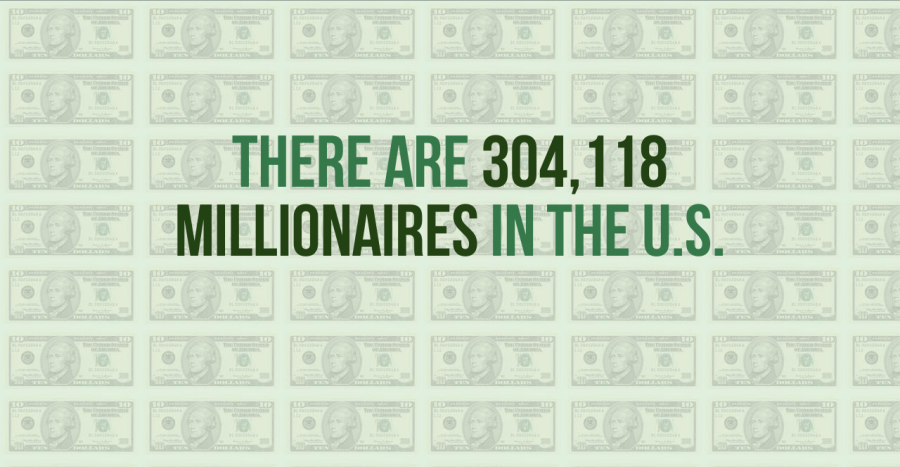 THERE ARE 304,118
MILLIONAIRES IN THE U.S.